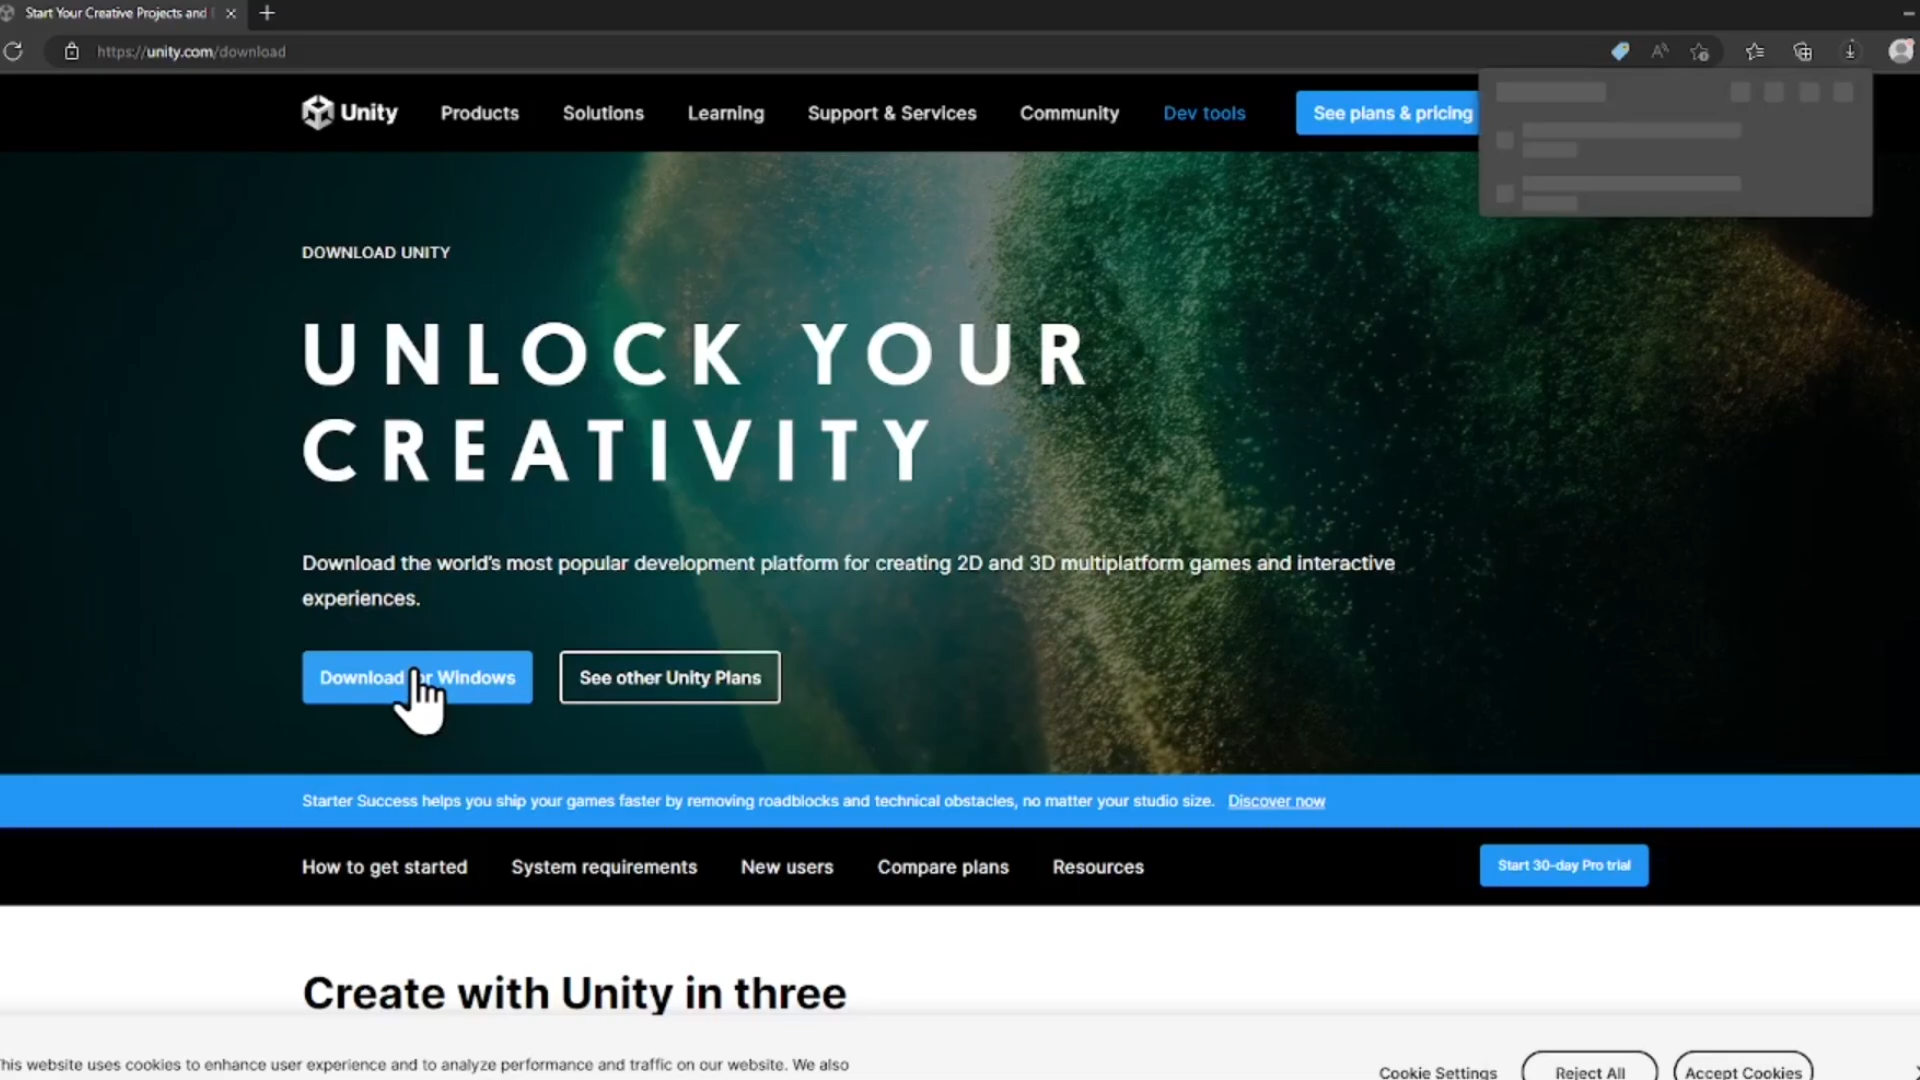 Start Your Creative Projects and
https://unity.com/download
Unity
Products
Solutions
Learning
Support & Services
Community
Dev tools
See plans & pricing
DOWNLOAD UNITY
UNLOCK YOUR
CREATIVITY
Download the world's most popular development platform for creating 2D and 3D multiplatform games and interactive
experiences.
Download or Windows
See other Unity Plans
Starter Success helps you ship your games faster by removing roadblocks and technical obstacles, no matter your studio size. Discover now
How to get started
System requirements
New users
Compare plans
Resources
Start 30-day Pro trial
Create with Unity in three
his website uses cookies to enhance user experience and to analyze performance and traffic on our website. We also
Cookie Settings
Reject All
Accept Cookies